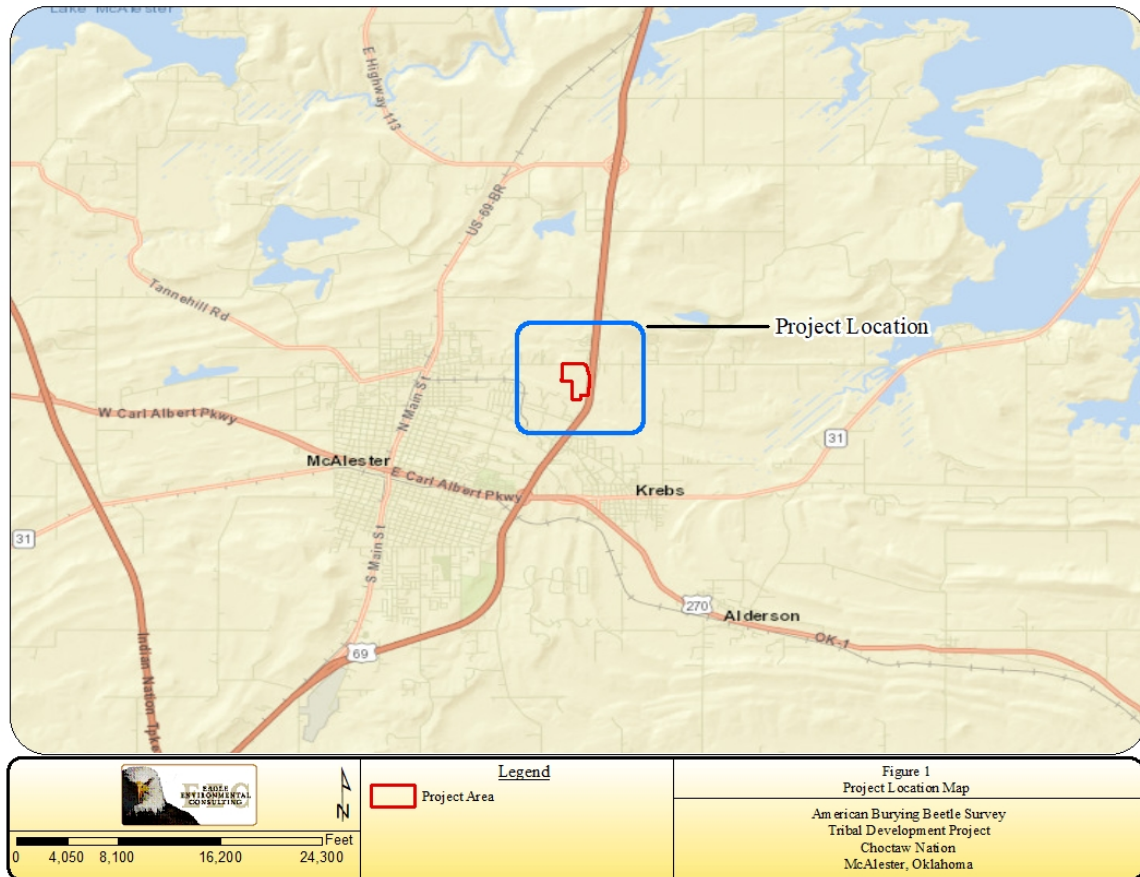 Lake McAlester
E Highway 113
US-69-BR
Tannehill Rd
Project Location
W Carl Albert Pkwy
N Main St
31
McAlester
E Carl Albert Pkwy
Krebs
31
S Main St
270
Alderson
OK-1
69
Indian Nation Tpke
EEC
EAGLE
ENVIRONMENTAL
CONSULTING
N
Feet
0 4,050 8,100 16,200 24,300
Legend
Project Area
Figure 1
Project Location Map
American Burying Beetle Survey
Tribal Development Project
Choctaw Nation
McAlester, Oklahoma